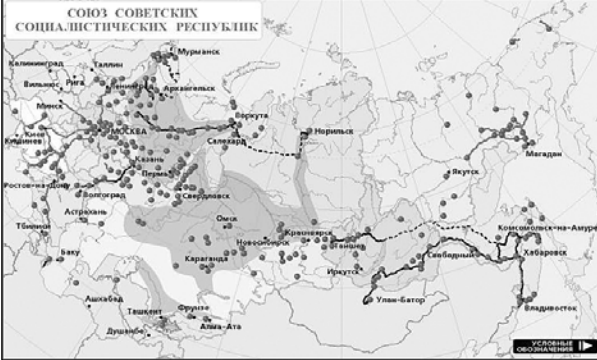 СОЮЗ СОВЕТСКИХ
СОЦИАЛИСТИЧЕСКИХ РЕСПУБЛИК
Мурманск
Калининград
Таллин
Рига
Вильнюс
Ленинград
Архангельск
Минск
Воркута
Киев
МОСКВА
Норильск
Кишинев
Салехард
Магадан
Казань
Якутск
Пермь
Ростов-на-Дону
Волгоград
Свердловск
Астрахань
Омск
Тбилиси
Красноярск
Комсомольск-на-Амуре
Новосибирск
Тайшет
Свободный
Баку
Караганда
Иркутск
Хабаровск
Улан-Батор
Ашхабад
Фрунзе
Владивосток
Ташкент
Алма-Ата
Душанбе
УСЛОВНЫЕ
ОБОЗНАЧЕНИЯ